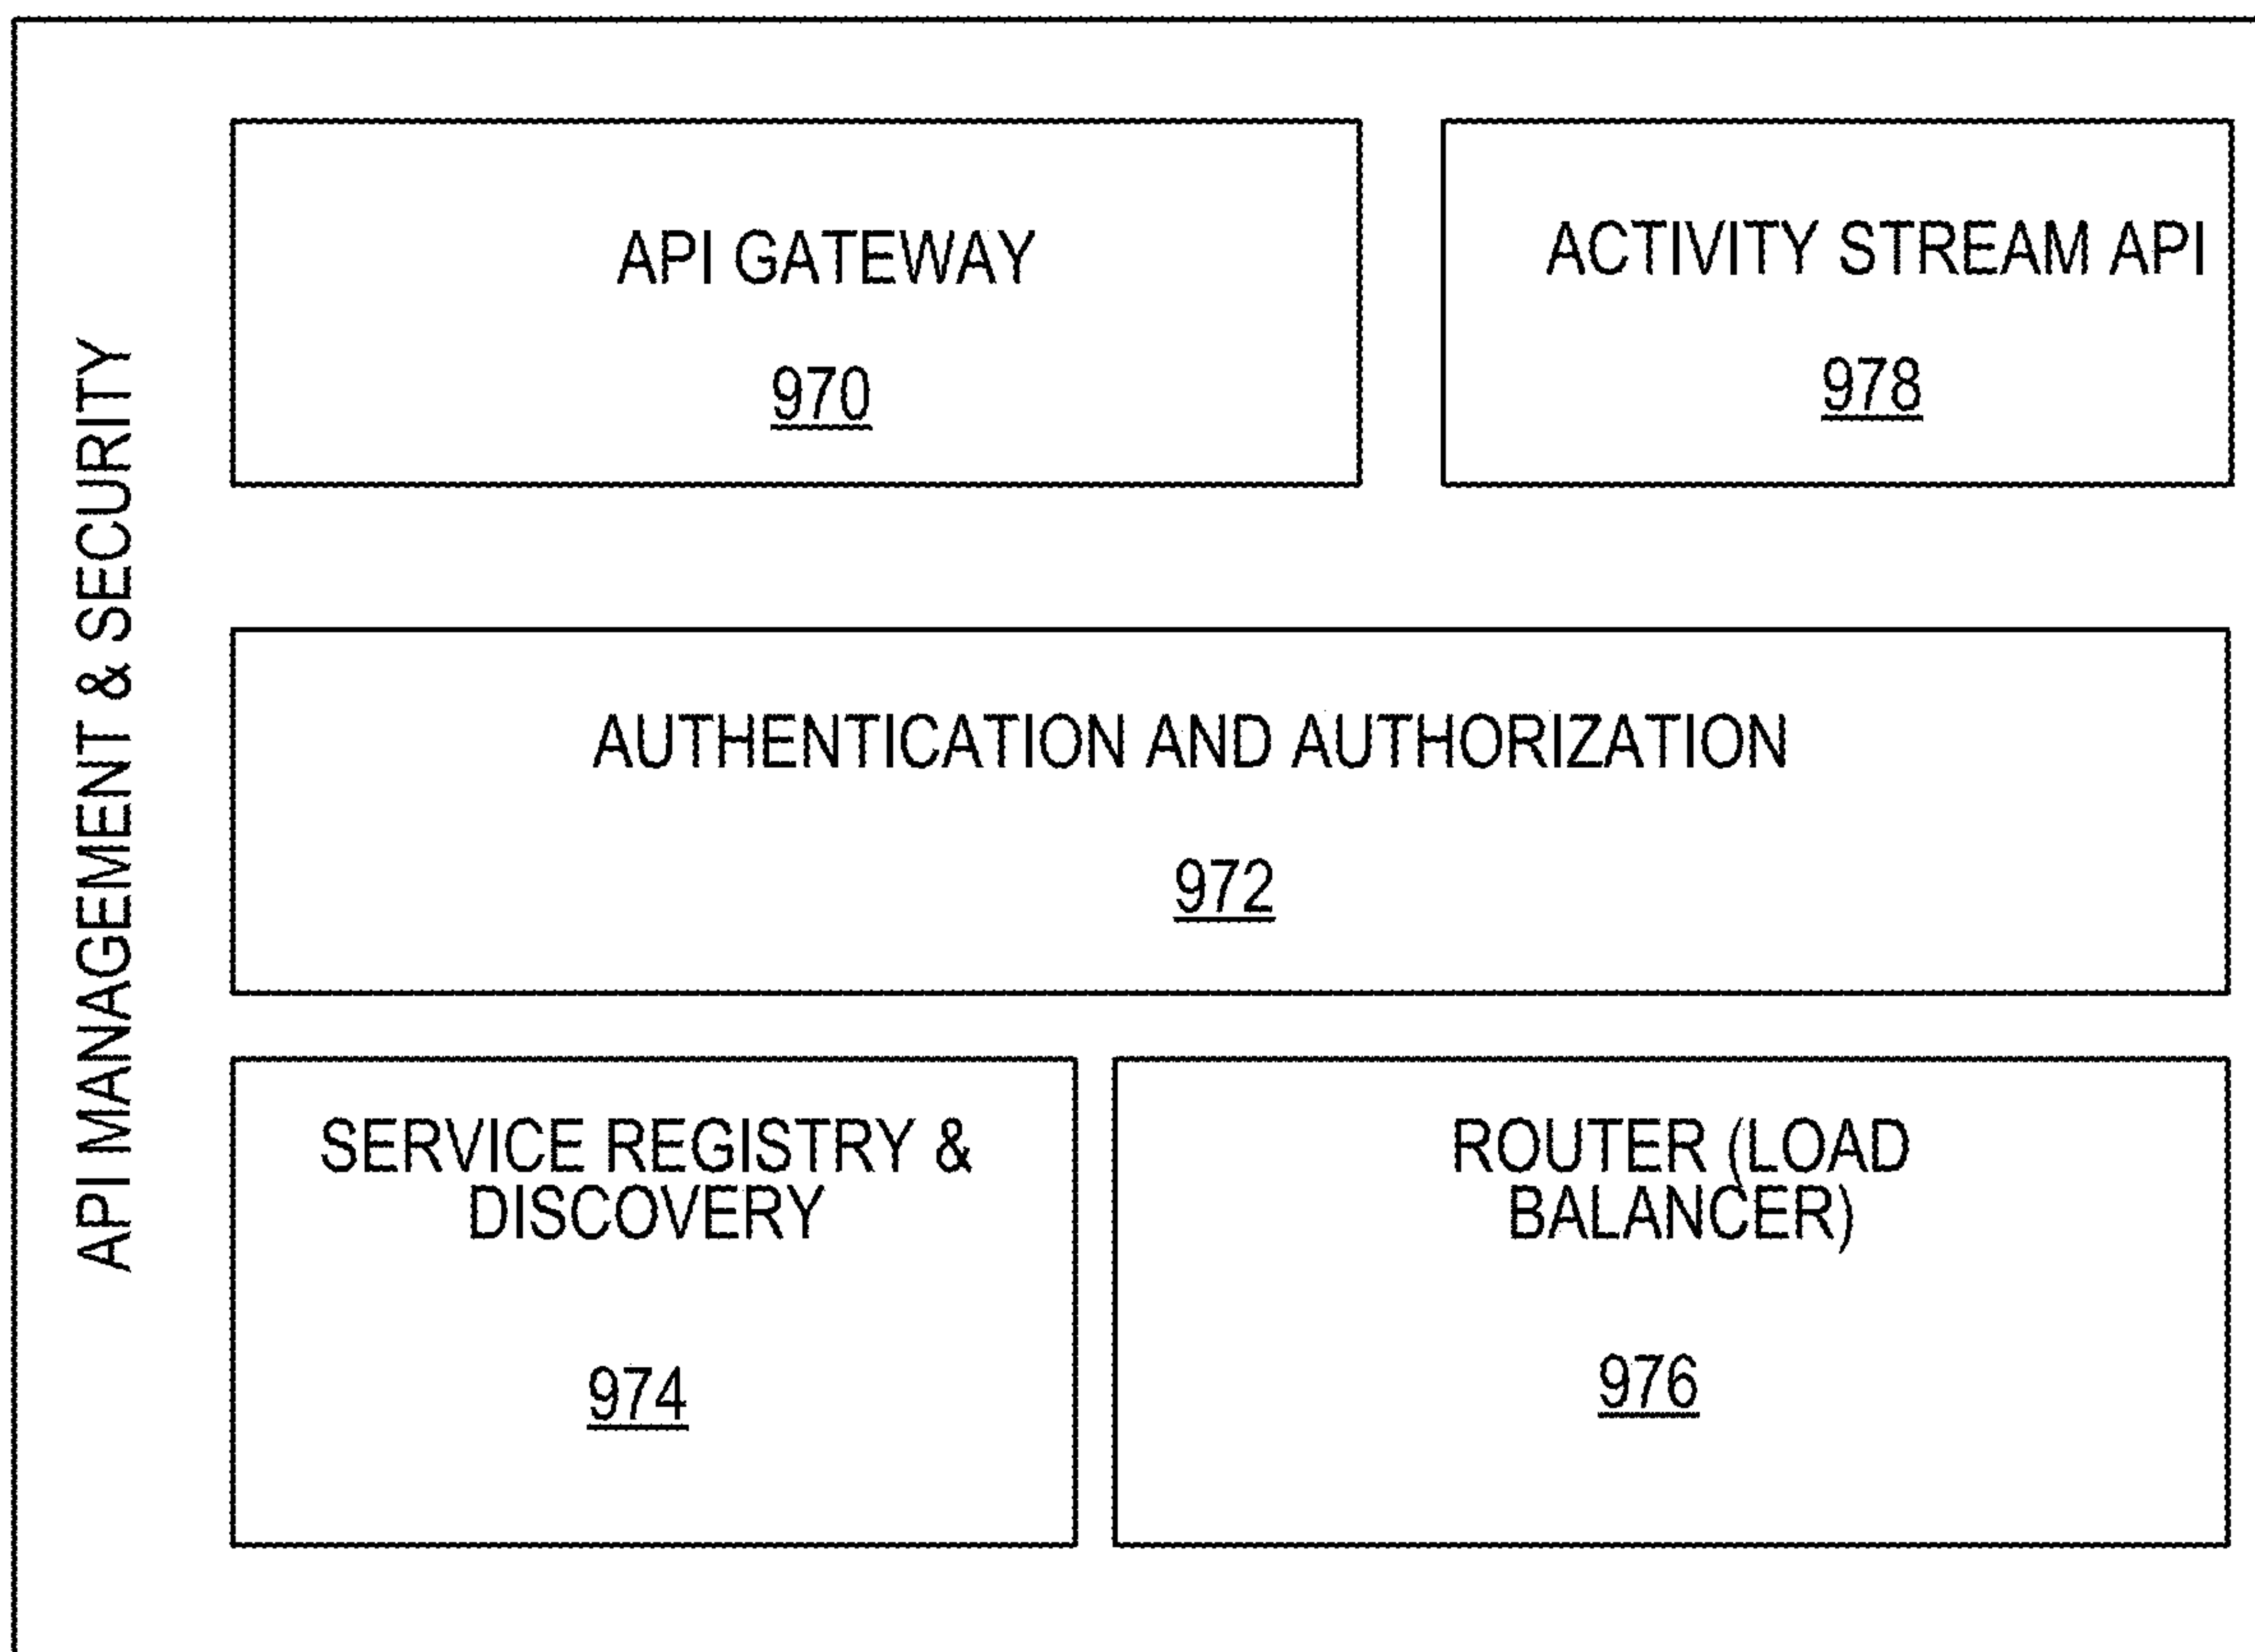 API MANAGEMENT & SECURITY
API GATEWAY
970
ACTIVITY STREAM API
978
AUTHENTICATION AND AUTHORIZATION
972
SERVICE REGISTRY &
DISCOVERY
974
ROUTER (LOAD
BALANCER)
976